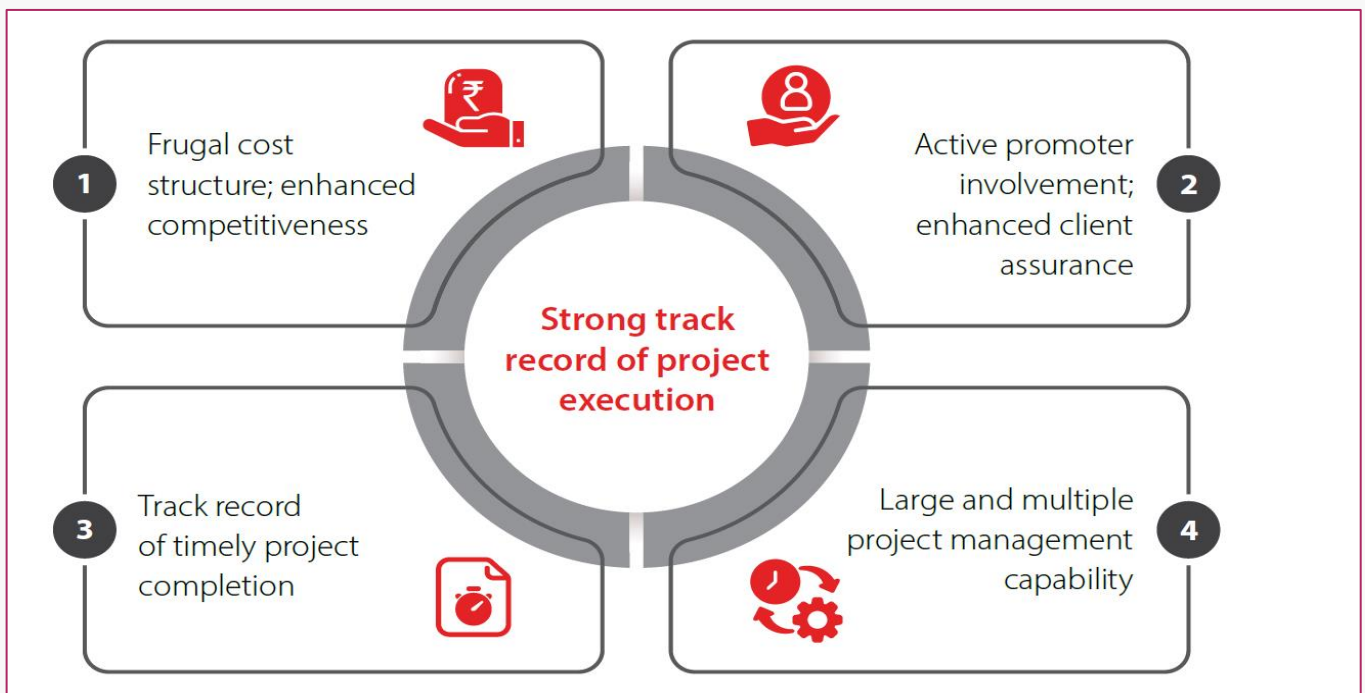 1
Frugal cost
structure; enhanced
competitiveness
₹
2
Active promoter
involvement;
enhanced client
assurance
Strong track
record of project
execution
3
Track record
of timely project
completion
4
Large and multiple
project management
capability